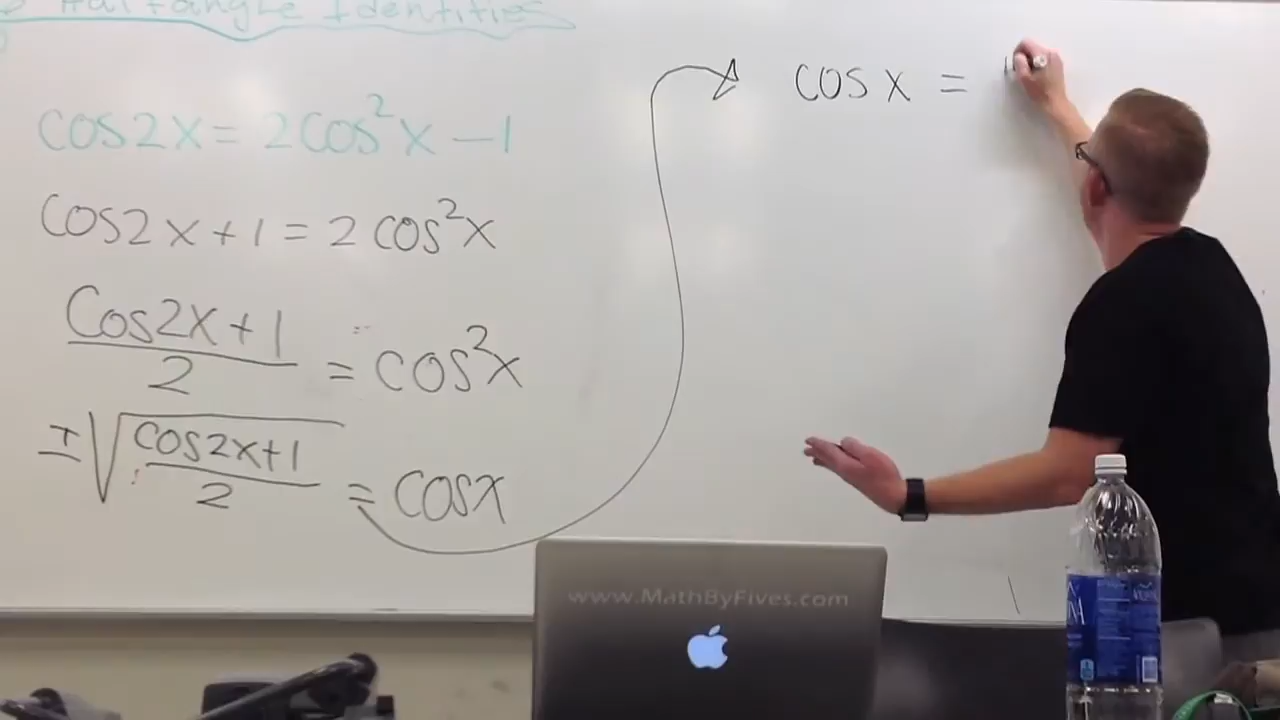 Half angle Identities
cos2x = 2cos²x − 1
cos2x + 1 = 2cos²x
cos2x + 1 / 2 = cos²x
±√(cos2x+1 / 2) = cosx
cos x =
www.MathByFives.com